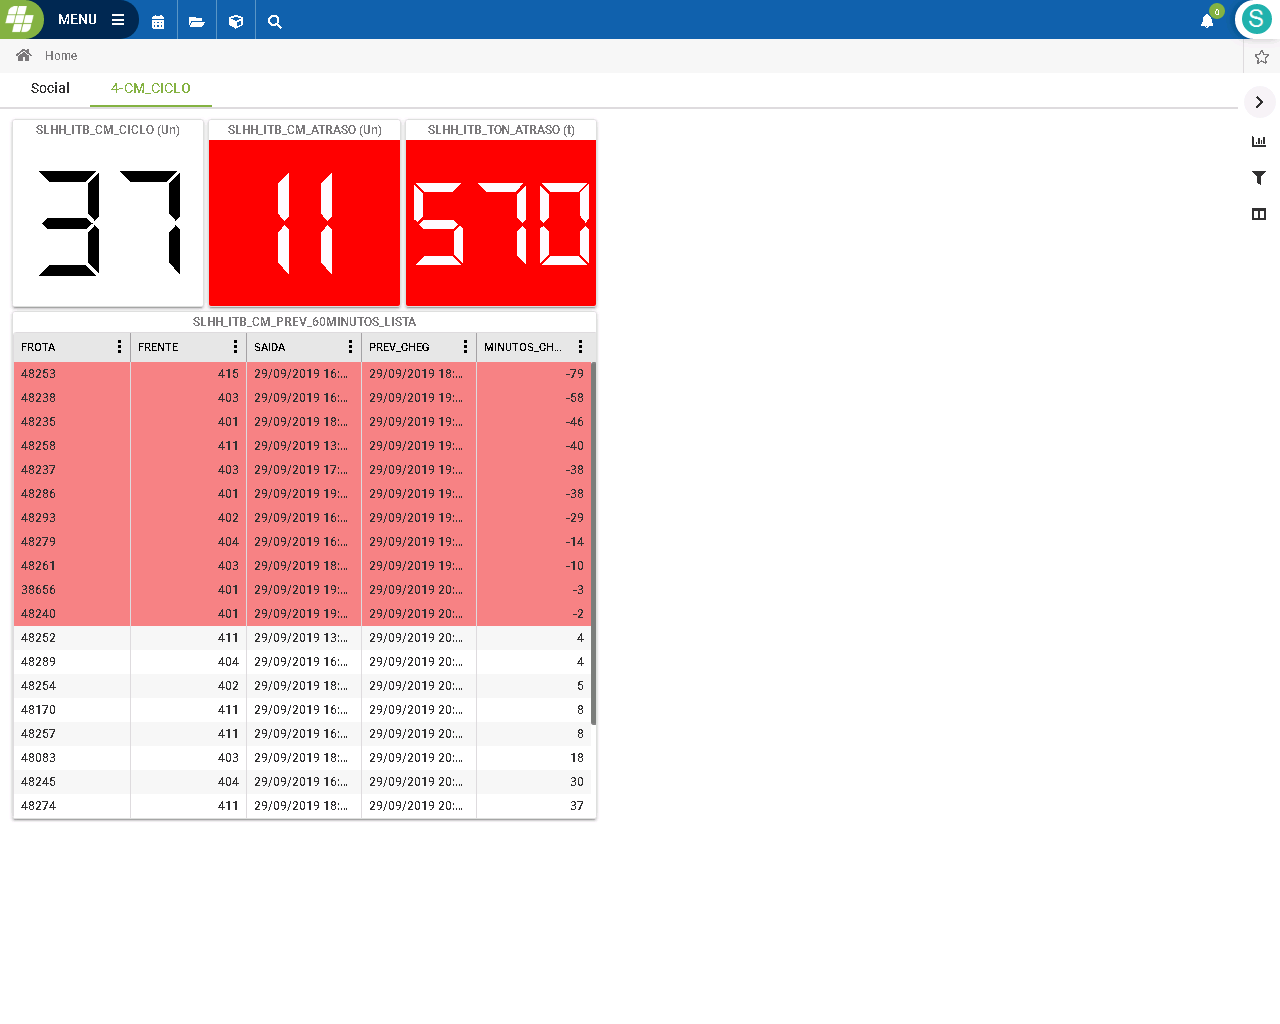 MENU
0
S
Home
Social 4-CM_CICLO
SLHH_ITB_CM_CICLO (Un) SLHH_ITB_CM_ATRASO (Un) SLHH_ITB_TON_ATRASO (t)
37 11 570
SLHH_ITB_CM_PREV_60MINUTOS_LISTA
FROTA FRENTE SAIDA PREV_CHEG MINUTOS_CH...
48253 415 29/09/2019 16:... 29/09/2019 18:... -79
48238 403 29/09/2019 16:... 29/09/2019 19:... -58
48235 401 29/09/2019 18:... 29/09/2019 19:... -46
48258 411 29/09/2019 13:... 29/09/2019 19:... -40
48237 403 29/09/2019 17:... 29/09/2019 19:... -38
48286 401 29/09/2019 19:... 29/09/2019 19:... -38
48293 402 29/09/2019 16:... 29/09/2019 19:... -29
48279 404 29/09/2019 16:... 29/09/2019 19:... -14
48261 403 29/09/2019 18:... 29/09/2019 19:... -10
38656 401 29/09/2019 19:... 29/09/2019 20:... -3
48240 401 29/09/2019 19:... 29/09/2019 20:... -2
48252 411 29/09/2019 13:... 29/09/2019 20:... 4
48289 404 29/09/2019 16:... 29/09/2019 20:... 4
48254 402 29/09/2019 18:... 29/09/2019 20:... 5
48170 411 29/09/2019 16:... 29/09/2019 20:... 8
48257 411 29/09/2019 16:... 29/09/2019 20:... 8
48083 403 29/09/2019 18:... 29/09/2019 20:... 18
48245 404 29/09/2019 16:... 29/09/2019 20:... 30
48274 411 29/09/2019 18:... 29/09/2019 20:... 37